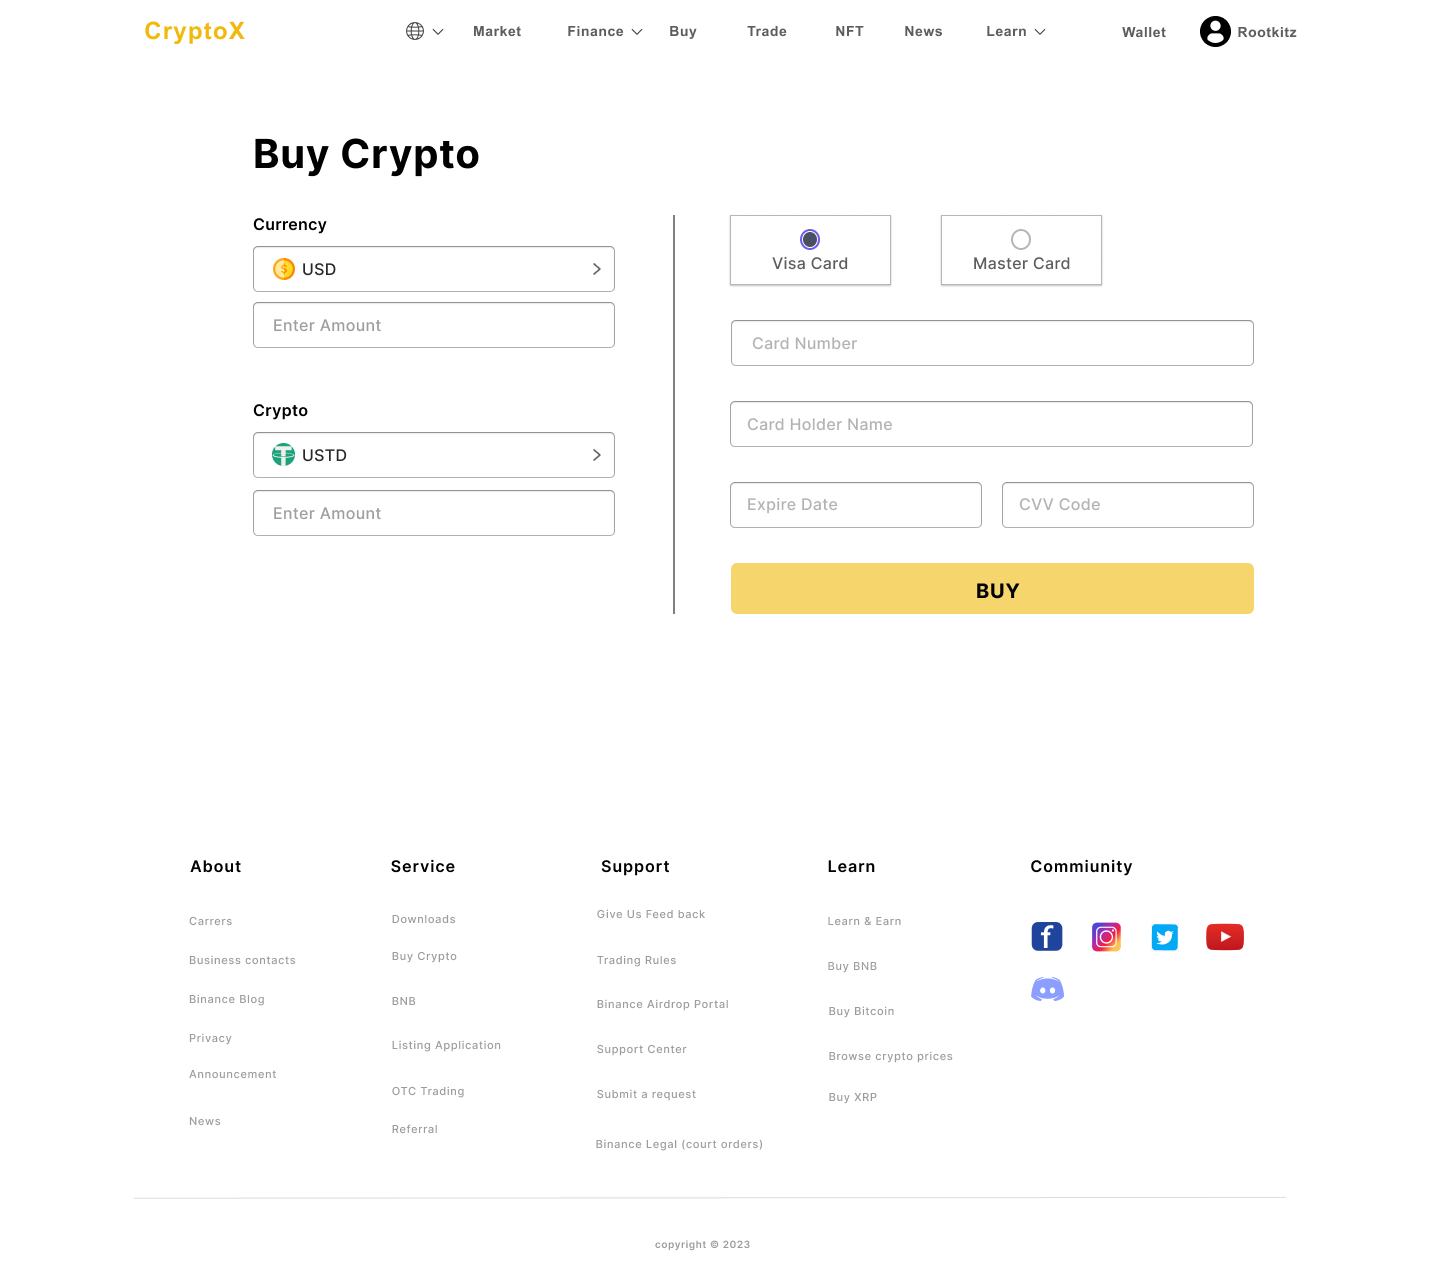 CryptoX
Market
Finance
Buy
Trade
NFT
News
Learn
Wallet
Rootkitz
Buy Crypto
Currency
USD
Enter Amount
Crypto
USTD
Enter Amount
Visa Card
Master Card
Card Number
Card Holder Name
Expire Date
CVV Code
BUY
About
Carrers
Business contacts
Binance Blog
Privacy
Announcement
News
Service
Downloads
Buy Crypto
BNB
Listing Application
OTC Trading
Referral
Support
Give Us Feed back
Trading Rules
Binance Airdrop Portal
Support Center
Submit a request
Binance Legal (court orders)
Learn
Learn & Earn
Buy BNB
Buy Bitcoin
Browse crypto prices
Buy XRP
Commiunity
copyright © 2023